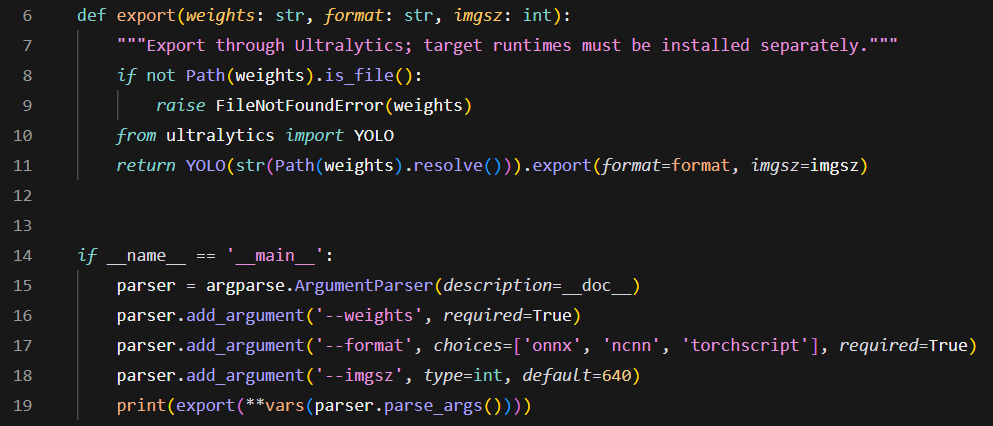 6 def export(weights: str, format: str, imgsz: int):
7 """Export through Ultralytics; target runtimes must be installed separately."""
8 if not Path(weights).is_file():
9 raise FileNotFoundError(weights)
10 from ultralytics import YOLO
11 return YOLO(str(Path(weights).resolve())).export(format=format, imgsz=imgsz)
12
13
14 if __name__ == '__main__':
15 parser = argparse.ArgumentParser(description=__doc__)
16 parser.add_argument('--weights', required=True)
17 parser.add_argument('--format', choices=['onnx', 'ncnn', 'torchscript'], required=True)
18 parser.add_argument('--imgsz', type=int, default=640)
19 print(export(**vars(parser.parse_args())))